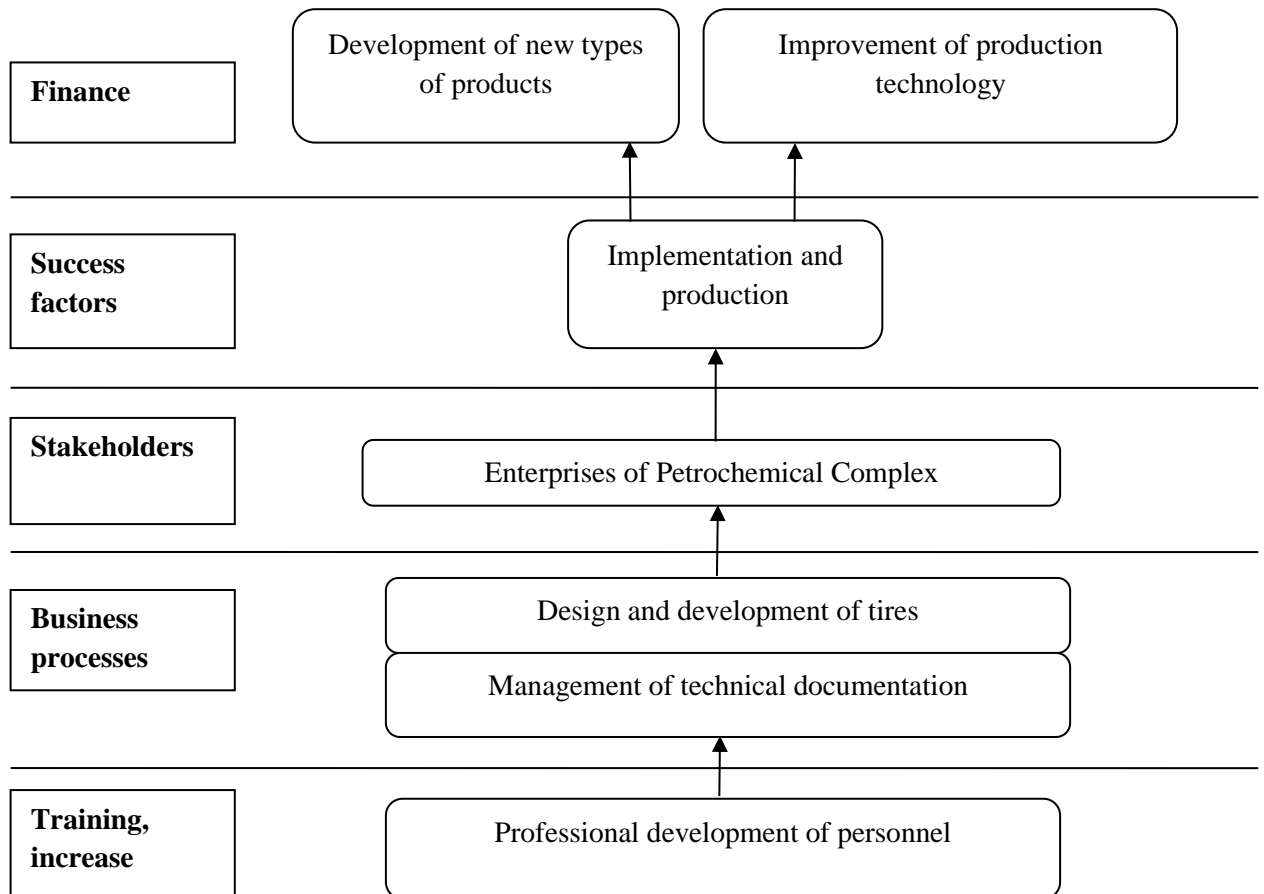 Finance
Development of new types
of products
Improvement of production
technology
Success
factors
Implementation and
production
Stakeholders
Enterprises of Petrochemical Complex
Business
processes
Design and development of tires
Management of technical documentation
Training,
increase
Professional development of personnel